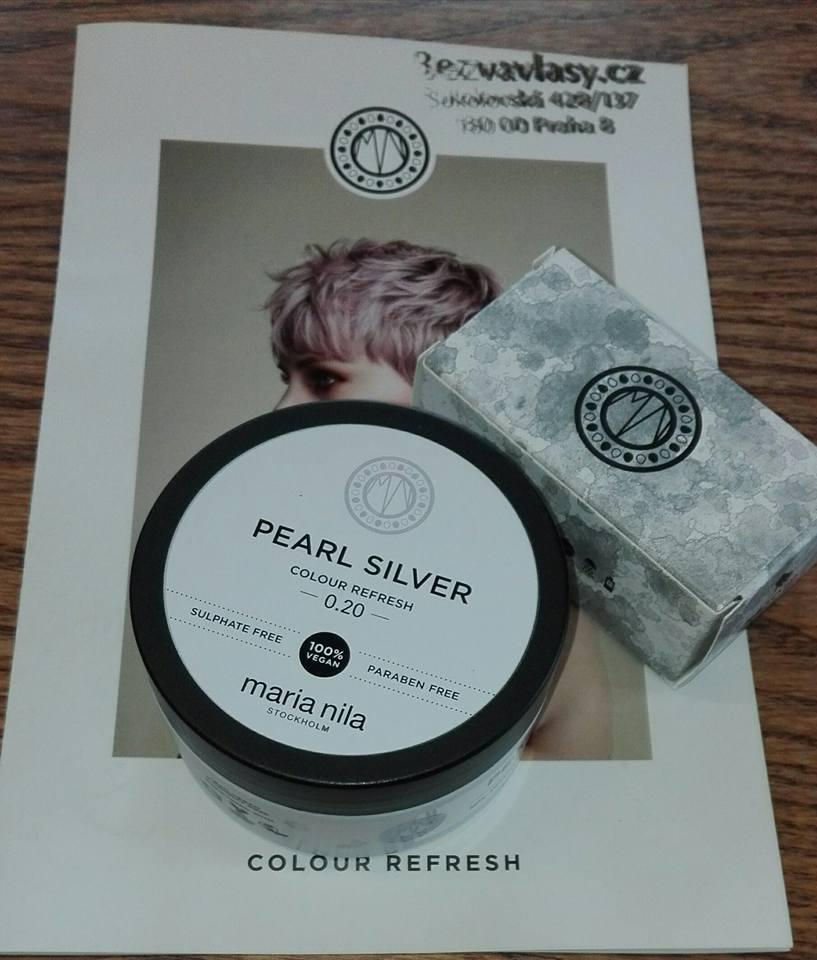 Bezvavlasy.cz
Sokolovská 428/137
180 00 Praha 8
PEARL SILVER
COLOUR REFRESH
— 0.20 —
SULPHATE FREE
100%
VEGAN
PARABEN FREE
maria nila
STOCKHOLM
COLOUR REFRESH